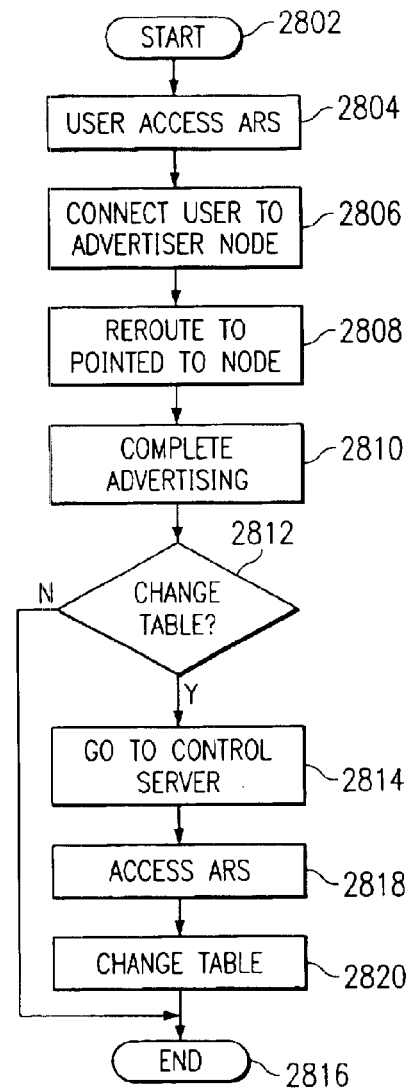 START
2802
USER ACCESS ARS
2804
CONNECT USER TO
ADVERTISER NODE
2806
REROUTE TO
POINTED TO NODE
2808
COMPLETE
ADVERTISING
2810
2812
CHANGE
TABLE?
N
Y
GO TO CONTROL
SERVER
2814
ACCESS ARS
2818
CHANGE TABLE
2820
END
2816